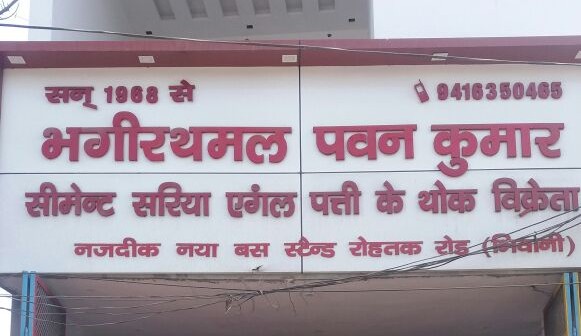 सन् 1968 से 9416350465
भगीरथमल पवन कुमार
सीमेन्ट सरिया एंगल पत्ती के थोक विक्रेता
नजदीक नया बस स्टैन्ड रोहतक रोड़ (भिवानी)